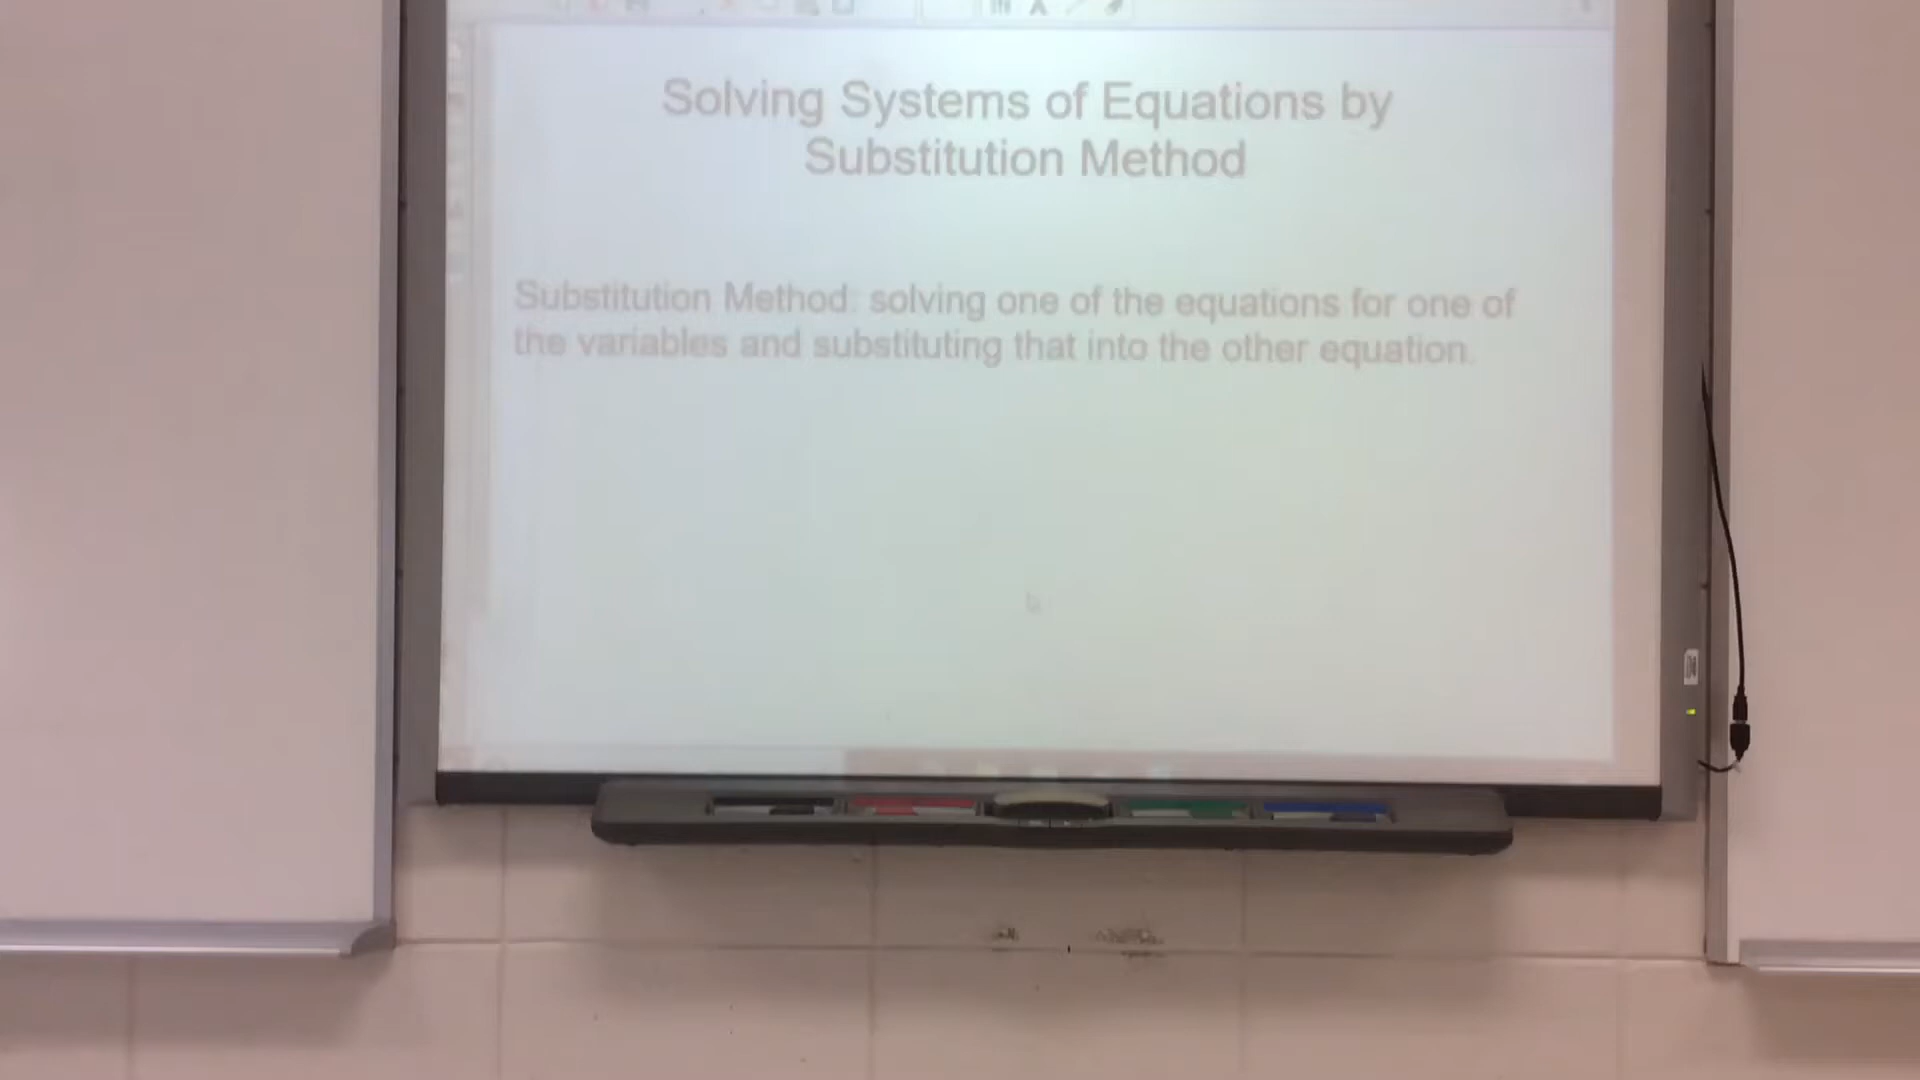 Solving Systems of Equations by
Substitution Method
Substitution Method: solving one of the equations for one of
the variables and substituting that into the other equation.